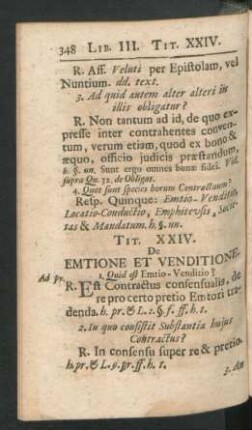 348 LIB. III. TIT. XXIV.
R. Aff. Veluti per Epistolam, vel
Nuntium. dd. text.
3. Ad quid autem alter alteri in
illis obligatur?
R. Non tantum ad id, de quo ex-
presse inter contrahentes conven-
tum, verum etiam, quod ex bono &
æquo, officio judicis præstandum.
h. §. un. Sunt ergo omnes bonæ fidei. Vid.
supra Qu. 32. de Obligat.
4. Quot sunt species horum Contractuum?
Resp. Quinque: Emtio-Venditio,
Locatio-Conductio, Emphitevsis, Socie-
tas & Mandatum. h. §. un.
TIT. XXIV.
De
EMTIONE ET VENDITIONE.
1. Quid est Emtio-Venditio?
Ad pr. R. Est Contractus consensualis, de
re pro certo pretio Emtori tra-
denda. h. pr. & L. 2. §. f. ff. h. t.
2. In quo consistit Substantia hujus
Contractus?
R. In consensu super re & pretio.
h. pr. & L. 9. pr. ff. h. t.